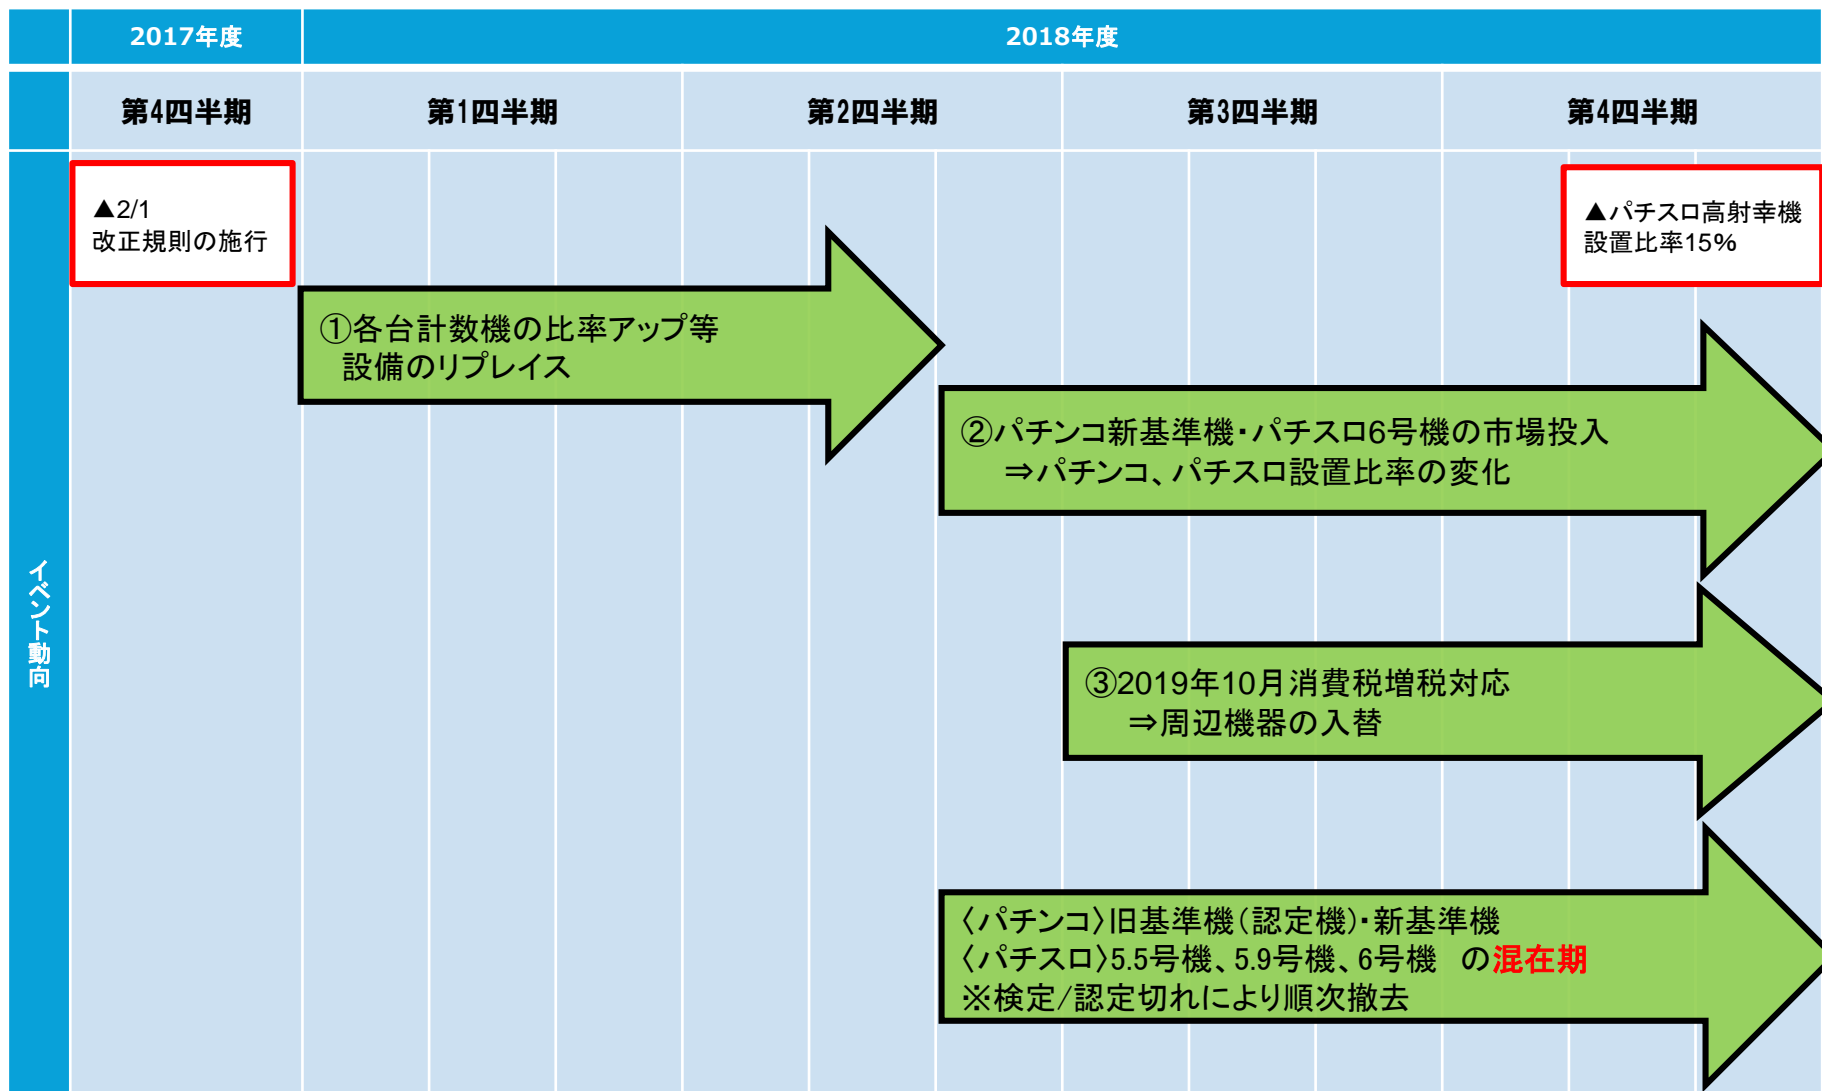 2017年度
2018年度
第4四半期
第1四半期
第2四半期
第3四半期
第4四半期
イベント動向
▲2/1
改正規則の施行
▲パチスロ高射幸機
設置比率15%
①各台計数機の比率アップ等
設備のリプレイス
②パチンコ新基準機・パチスロ6号機の市場投入
⇒パチンコ、パチスロ設置比率の変化
③2019年10月消費税増税対応
⇒周辺機器の入替
〈パチンコ〉旧基準機(認定機)・新基準機
〈パチスロ〉5.5号機、5.9号機、6号機 の混在期
※検定/認定切れにより順次撤去